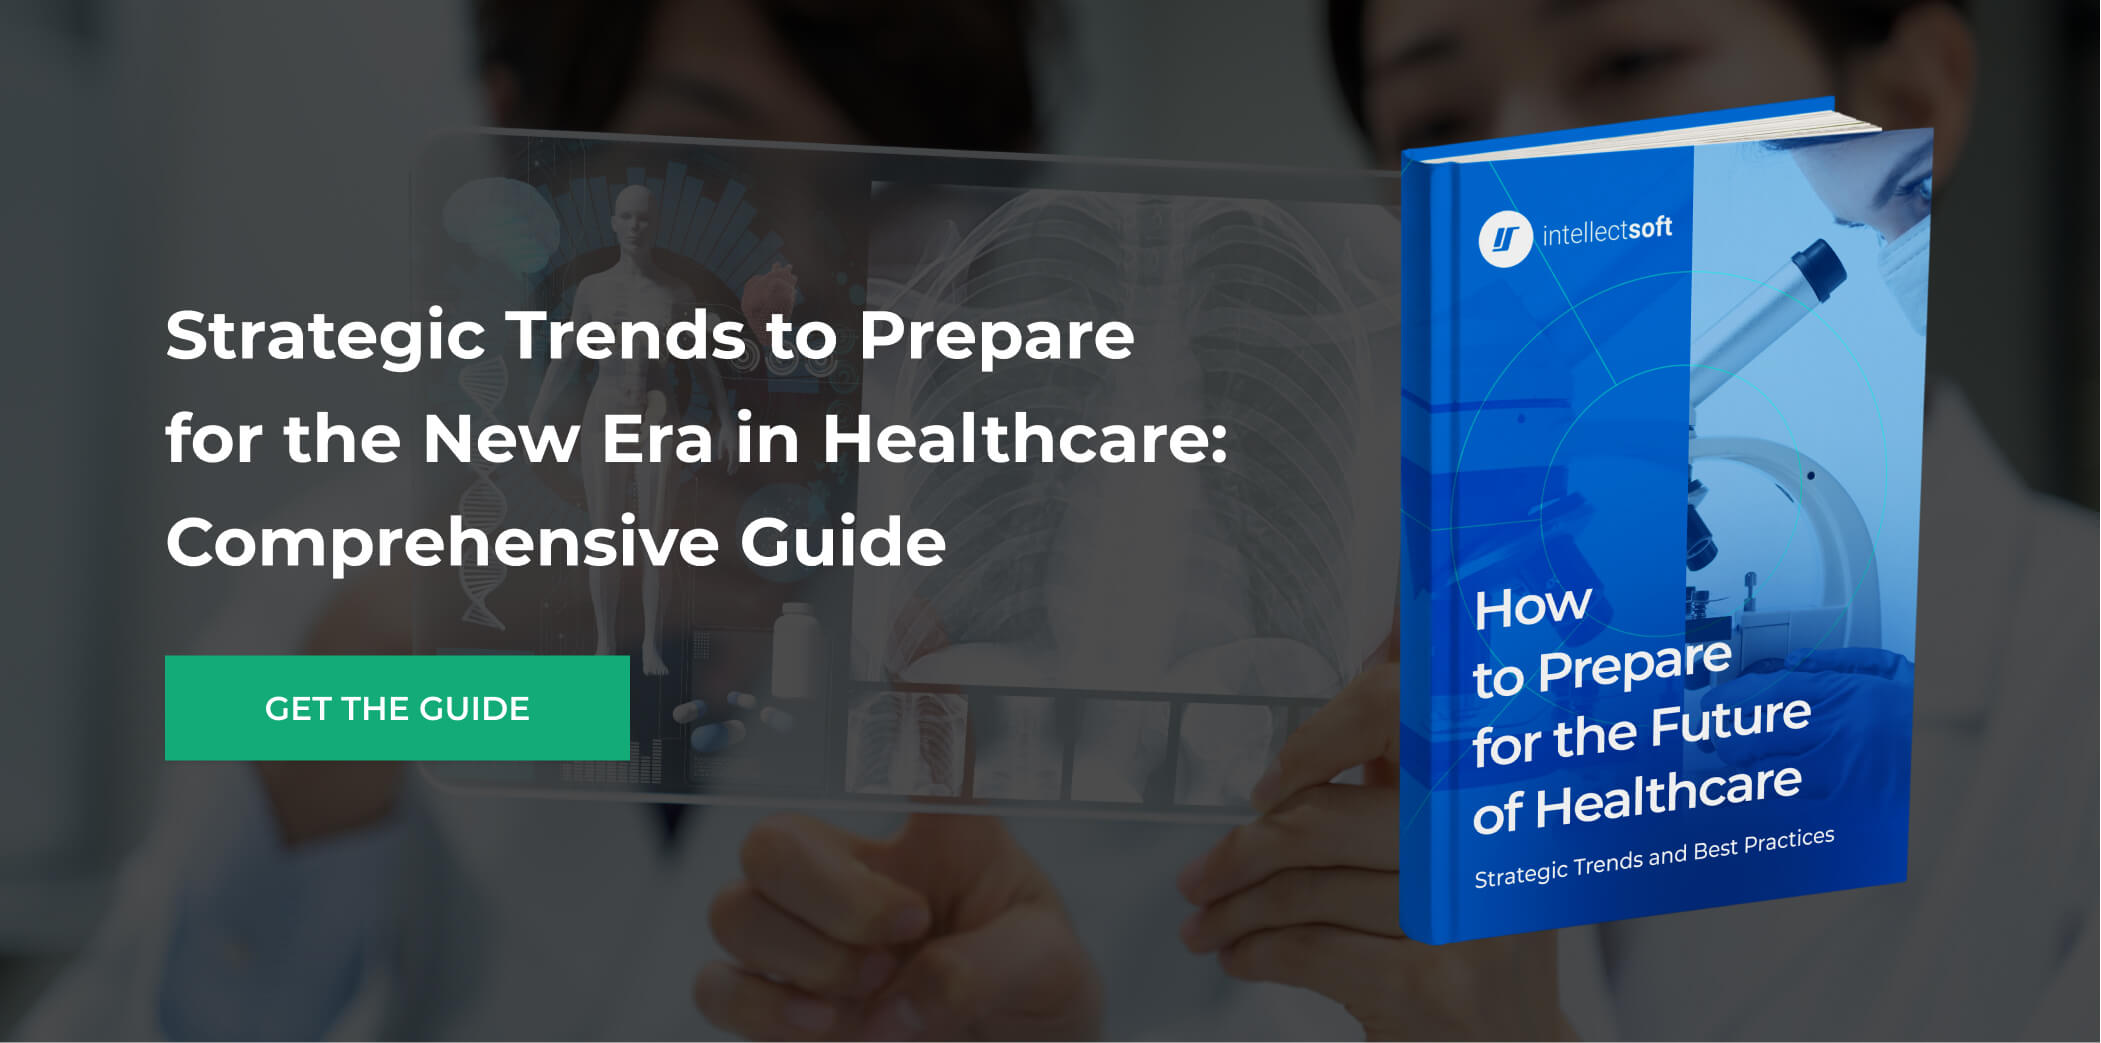 Strategic Trends to Prepare
for the New Era in Healthcare:
Comprehensive Guide
GET THE GUIDE
intellectsoft
How
to Prepare
for the Future
of Healthcare
Strategic Trends and Best Practices